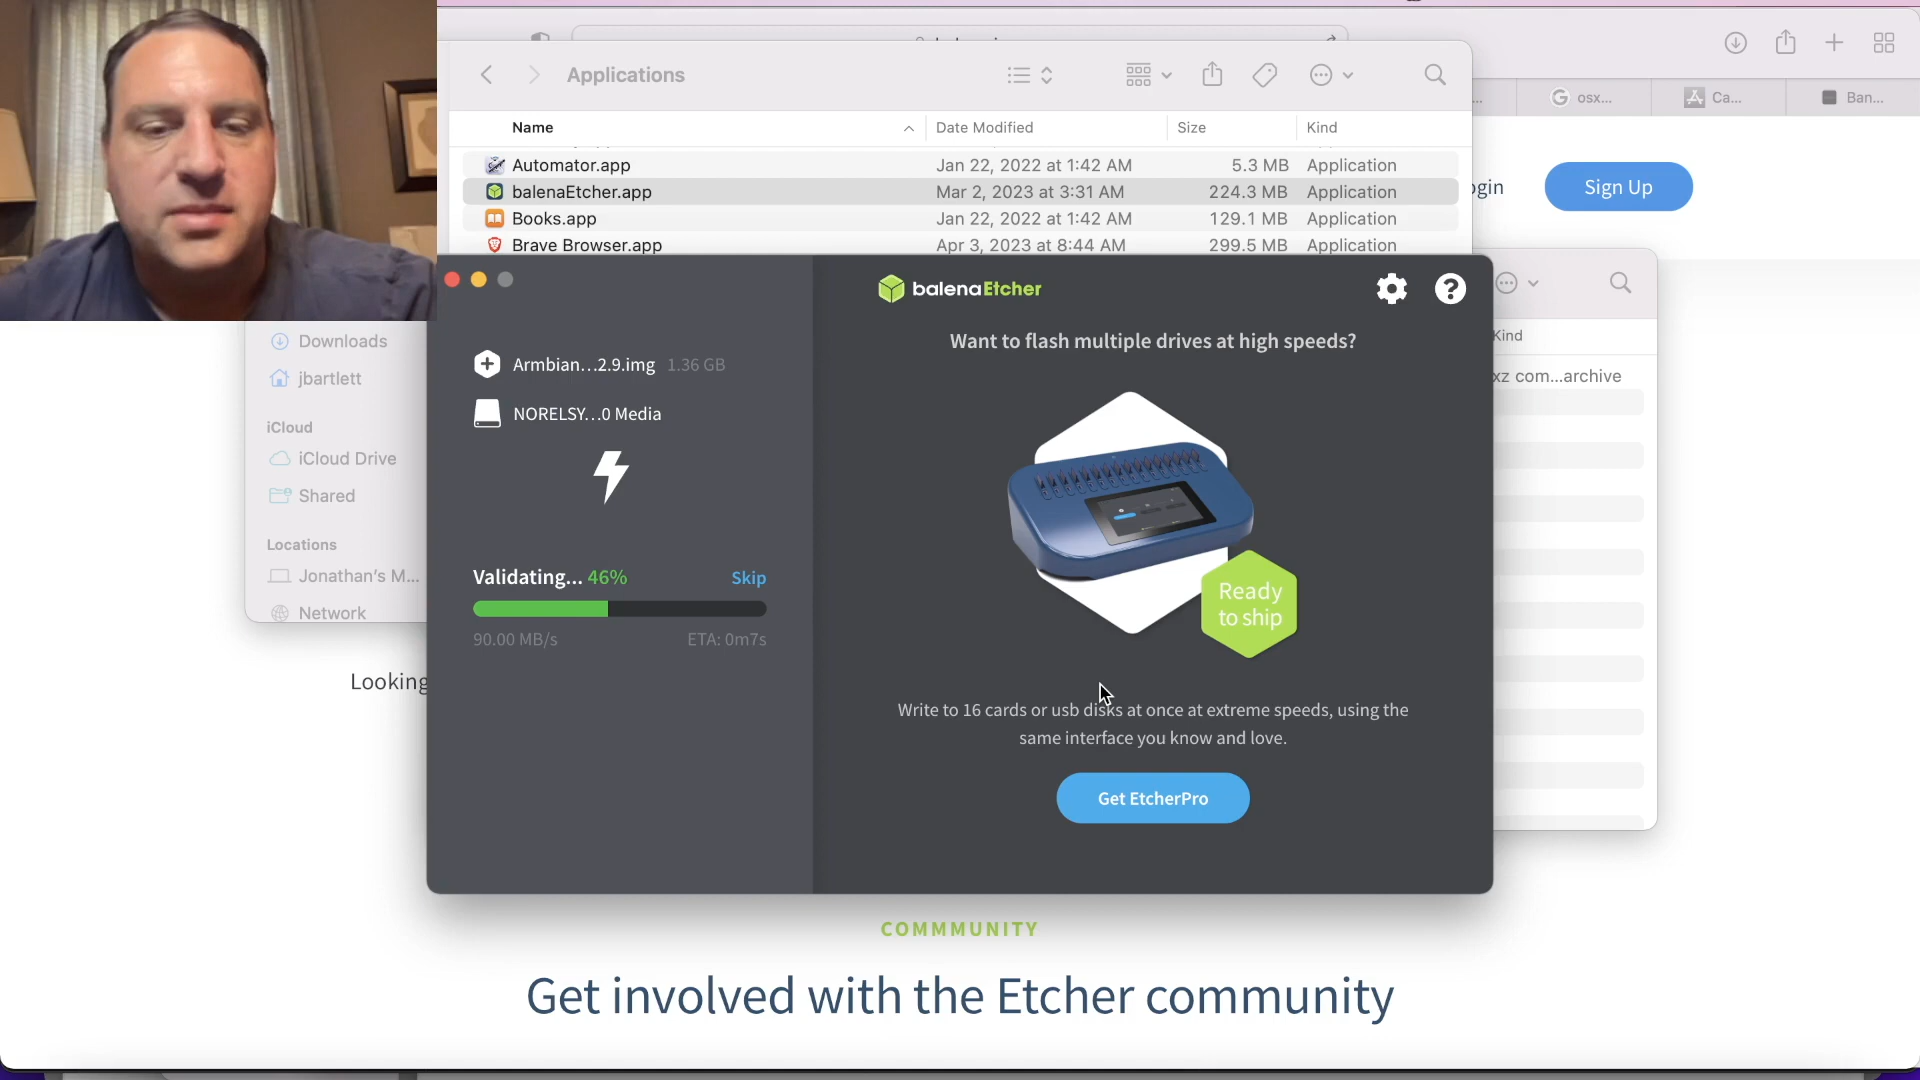 Applications
osx...
Ca...
Ban...
Name
Date Modified
Size
Kind
Automator.app
Jan 22, 2022 at 1:42 AM
5.3 MB
Application
balenaEtcher.app
Mar 2, 2023 at 3:31 AM
224.3 MB
Application
Books.app
Jan 22, 2022 at 1:42 AM
129.1 MB
Application
Brave Browser.app
Apr 3, 2023 at 8:44 AM
299.5 MB
Application
Sign Up
Downloads
jbartlett
iCloud
iCloud Drive
Shared
Locations
Jonathan's M...
Network
Kind
xz com...archive
Looking
balenaEtcher
Armbian...2.9.img 1.36 GB
NORELSY...0 Media
Validating... 46%
Skip
90.00 MB/s
ETA: 0m7s
Want to flash multiple drives at high speeds?
Ready
to ship
Write to 16 cards or usb disks at once at extreme speeds, using the
same interface you know and love.
Get EtcherPro
COMMMUNITY
Get involved with the Etcher community